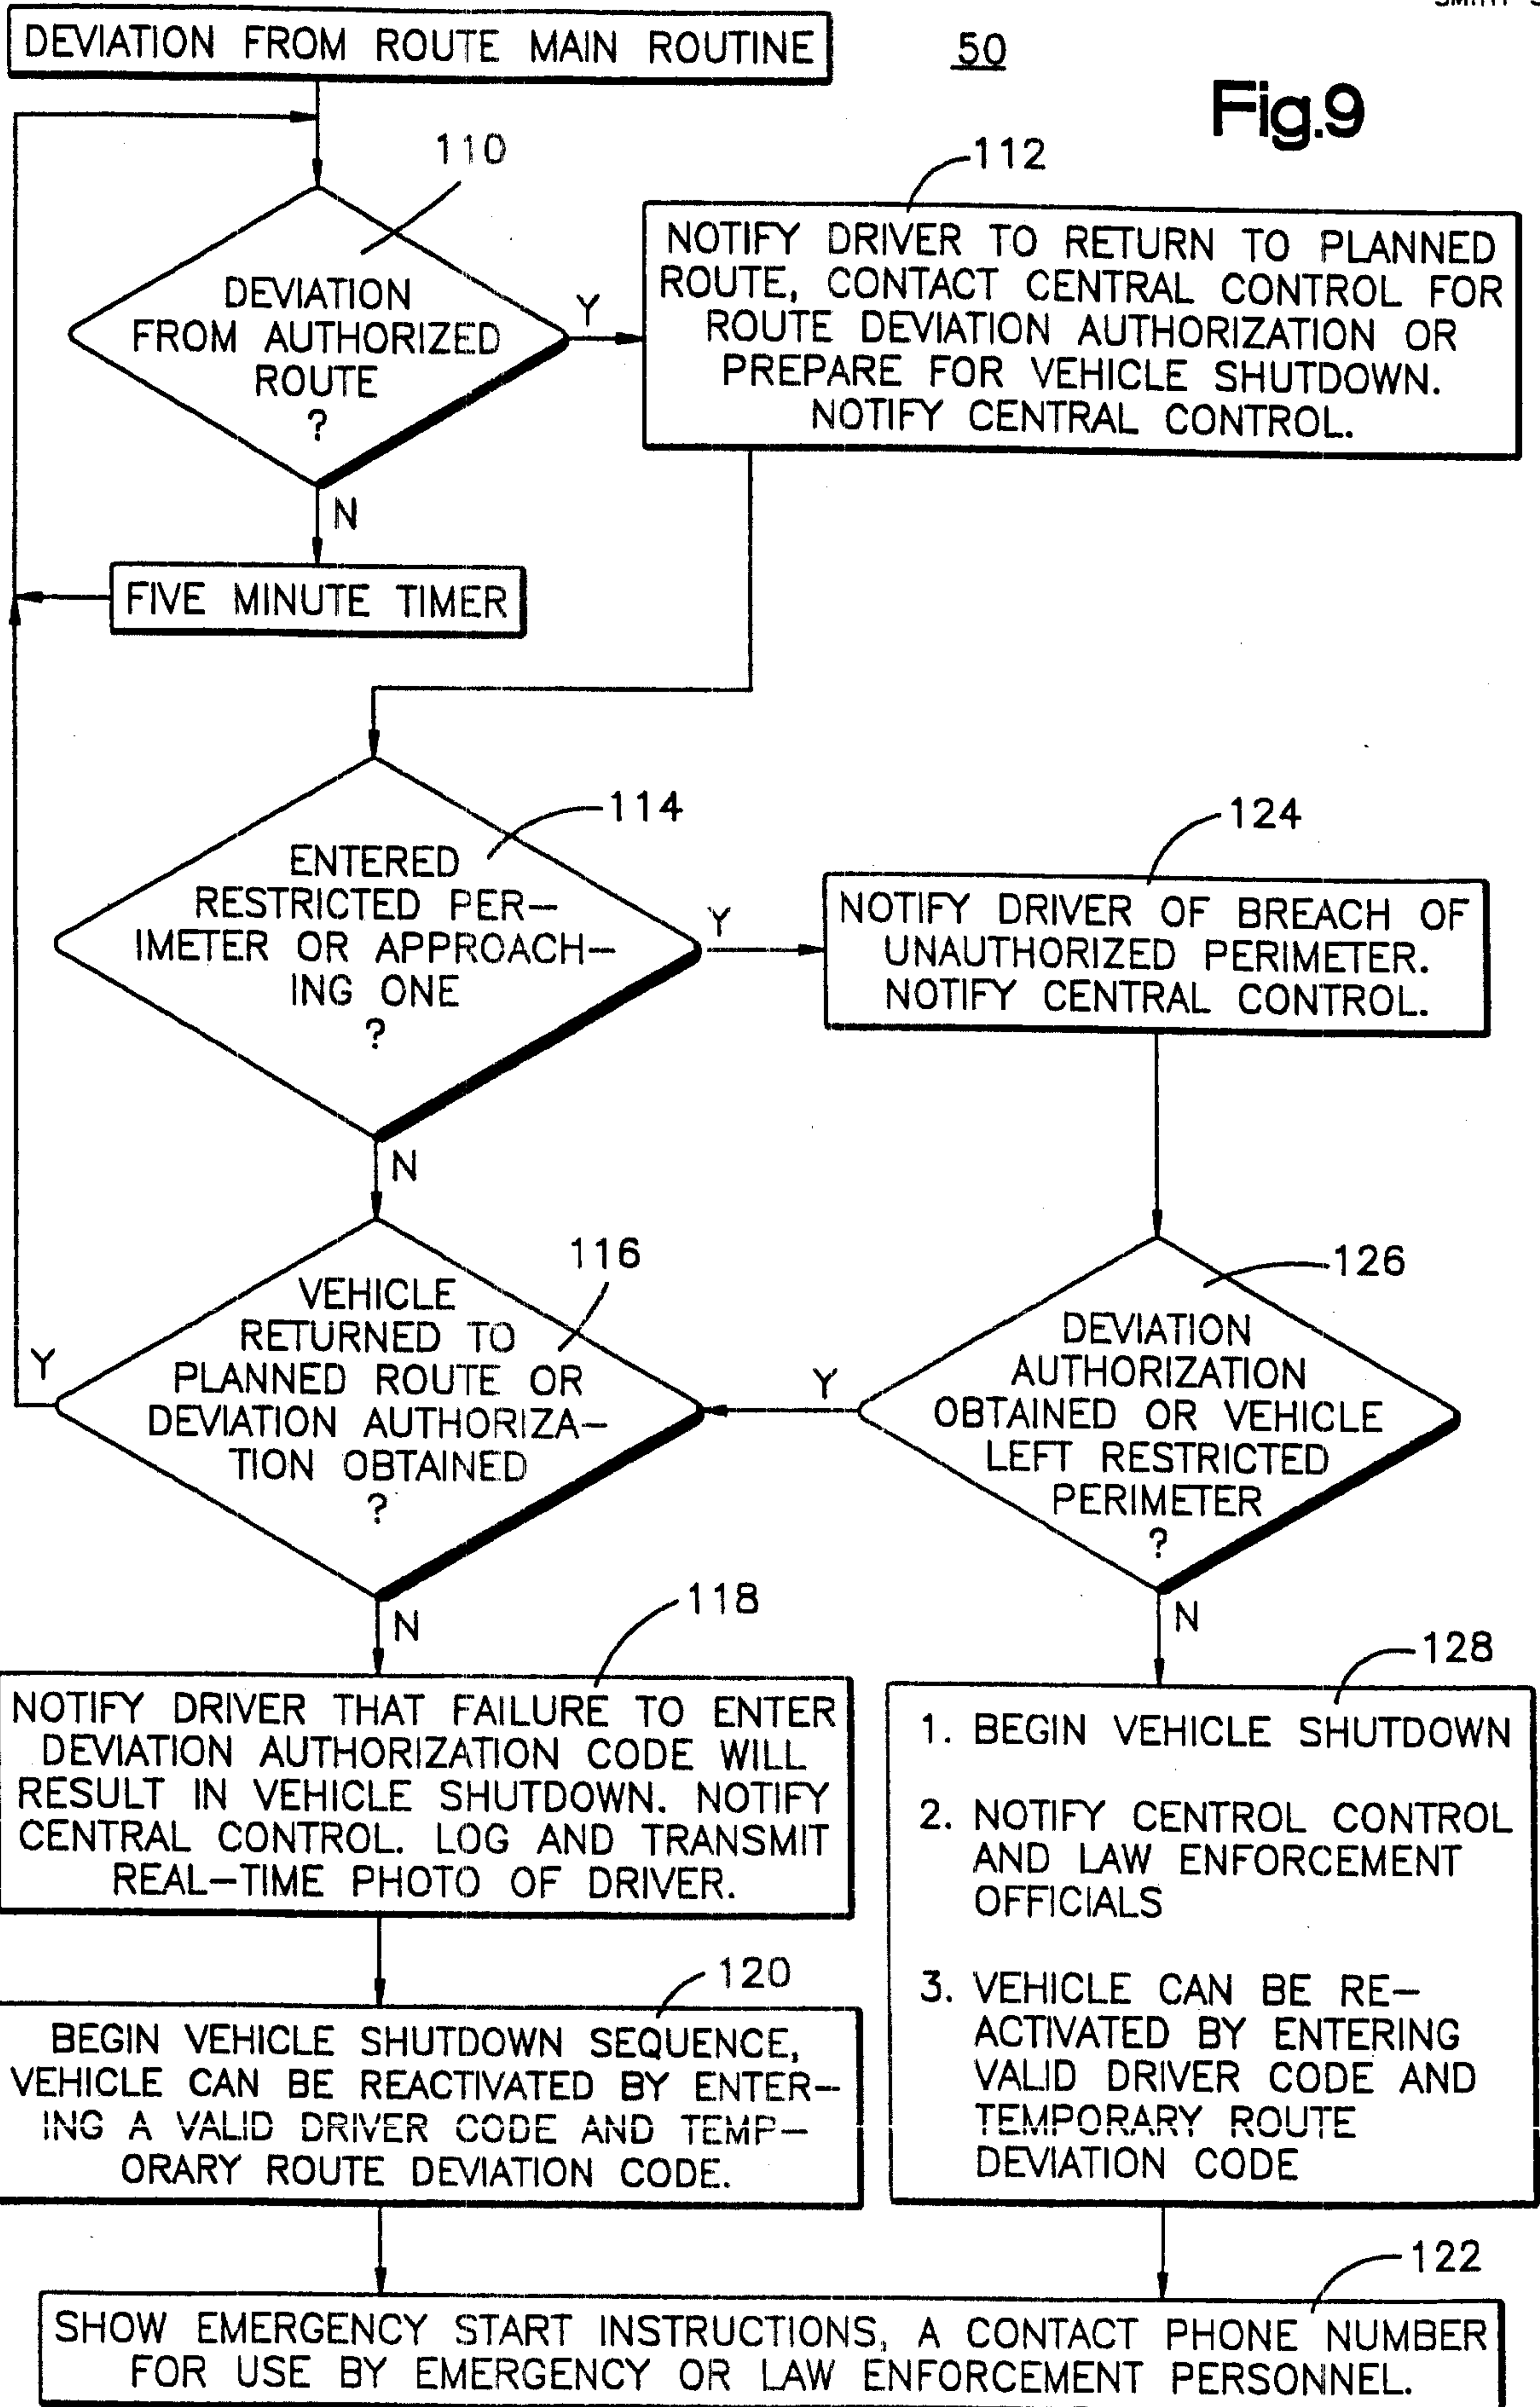 DEVIATION FROM ROUTE MAIN ROUTINE
50
Fig.9
110
112
NOTIFY DRIVER TO RETURN TO PLANNED
ROUTE, CONTACT CENTRAL CONTROL FOR
ROUTE DEVIATION AUTHORIZATION OR
PREPARE FOR VEHICLE SHUTDOWN.
NOTIFY CENTRAL CONTROL.
DEVIATION
FROM AUTHORIZED
ROUTE
?
Y
N
FIVE MINUTE TIMER
114
ENTERED
RESTRICTED PER-
IMETER OR APPROACH-
ING ONE
?
Y
N
124
NOTIFY DRIVER OF BREACH OF
UNAUTHORIZED PERIMETER.
NOTIFY CENTRAL CONTROL.
116
VEHICLE
RETURNED TO
PLANNED ROUTE OR
DEVIATION AUTHORIZA-
TION OBTAINED
?
Y
N
126
DEVIATION
AUTHORIZATION
OBTAINED OR VEHICLE
LEFT RESTRICTED
PERIMETER
?
Y
N
118
NOTIFY DRIVER THAT FAILURE TO ENTER
DEVIATION AUTHORIZATION CODE WILL
RESULT IN VEHICLE SHUTDOWN. NOTIFY
CENTRAL CONTROL. LOG AND TRANSMIT
REAL-TIME PHOTO OF DRIVER.
128
1. BEGIN VEHICLE SHUTDOWN
2. NOTIFY CENTROL CONTROL
AND LAW ENFORCEMENT
OFFICIALS
3. VEHICLE CAN BE RE-
ACTIVATED BY ENTERING
VALID DRIVER CODE AND
TEMPORARY ROUTE
DEVIATION CODE
120
BEGIN VEHICLE SHUTDOWN SEQUENCE,
VEHICLE CAN BE REACTIVATED BY ENTER-
ING A VALID DRIVER CODE AND TEMP-
ORARY ROUTE DEVIATION CODE.
122
SHOW EMERGENCY START INSTRUCTIONS, A CONTACT PHONE NUMBER
FOR USE BY EMERGENCY OR LAW ENFORCEMENT PERSONNEL.